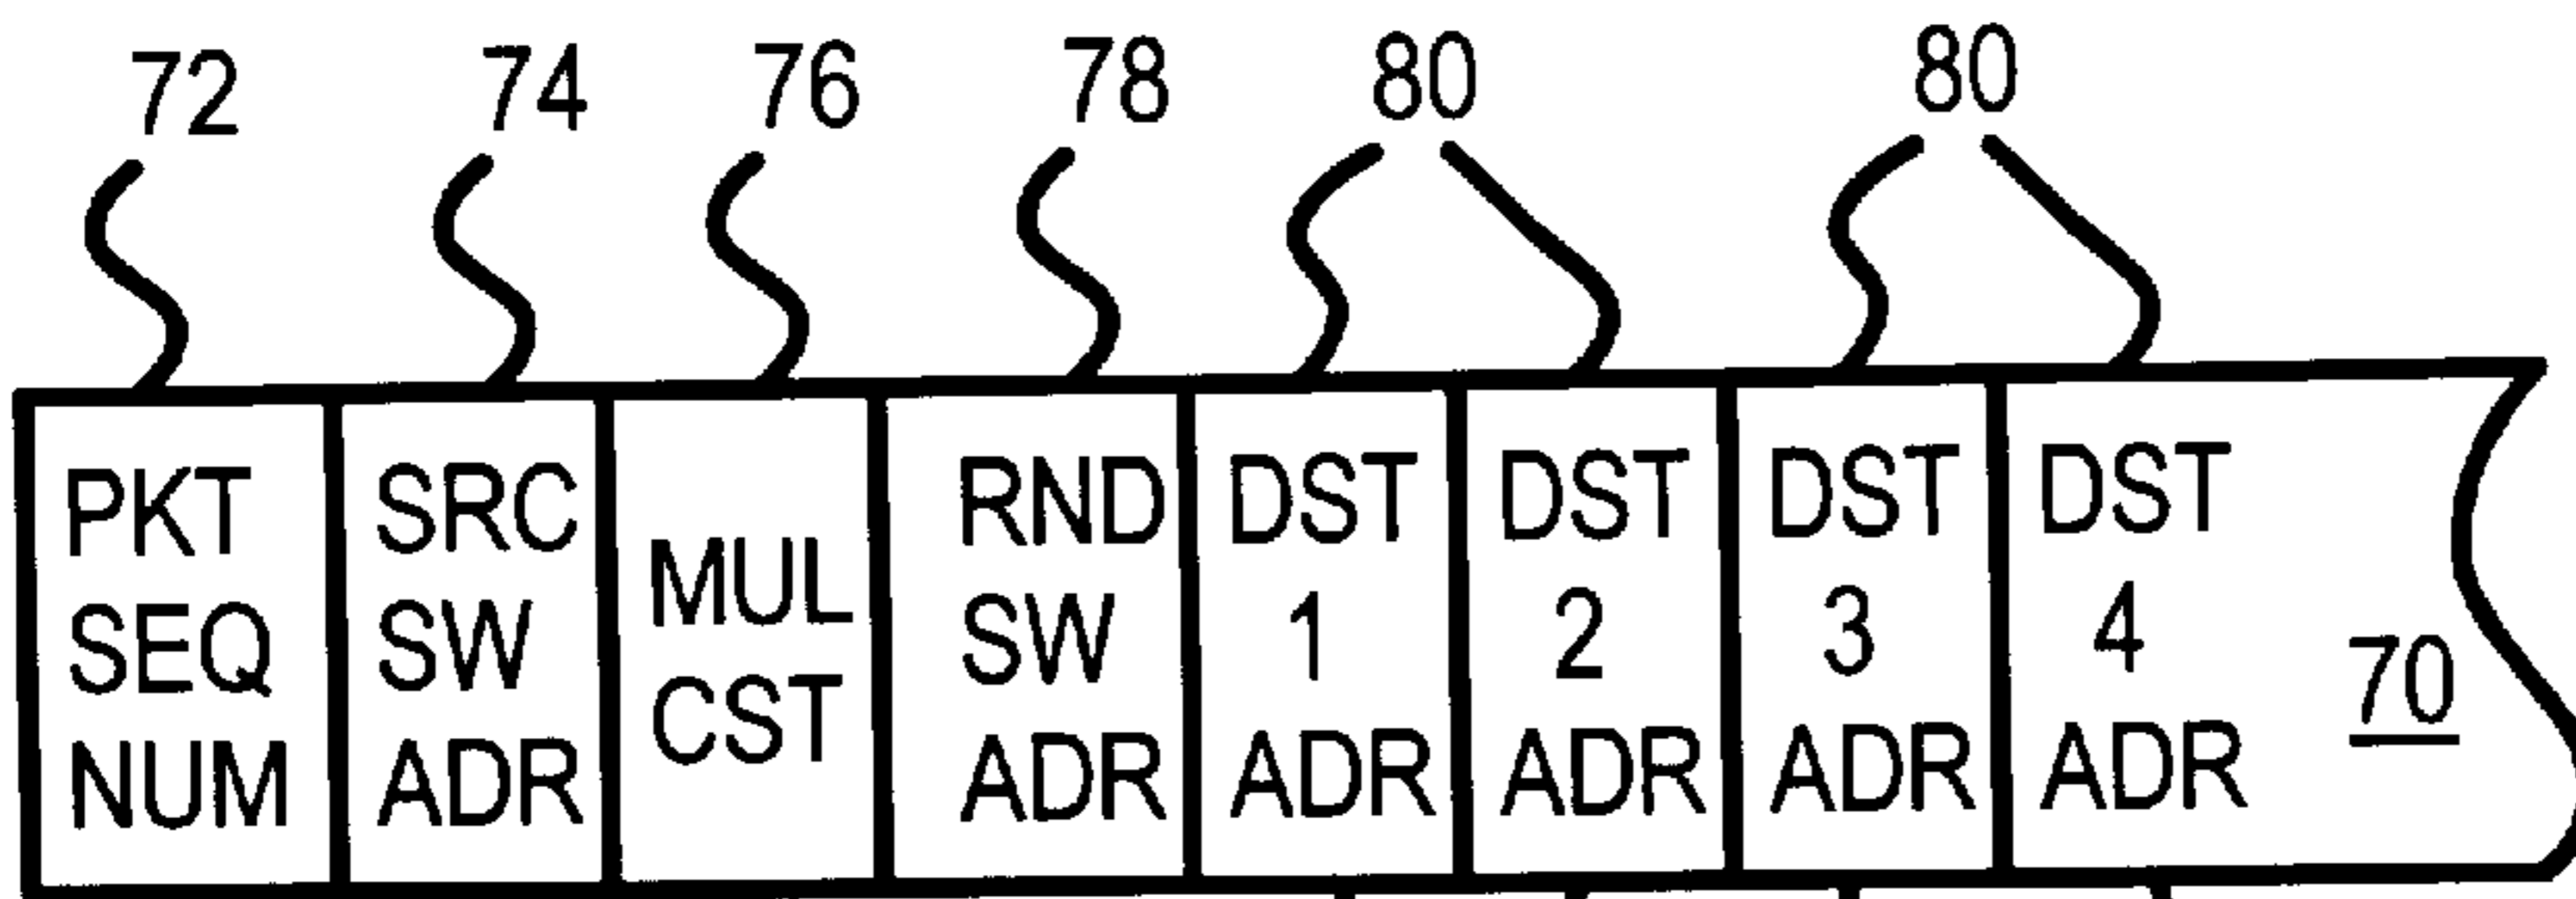 72 74 76 78 80 80
PKT SRC MUL RND DST DST DST DST
SEQ SW CST SW 1 2 3 4 70
NUM ADR ADR ADR ADR ADR ADR